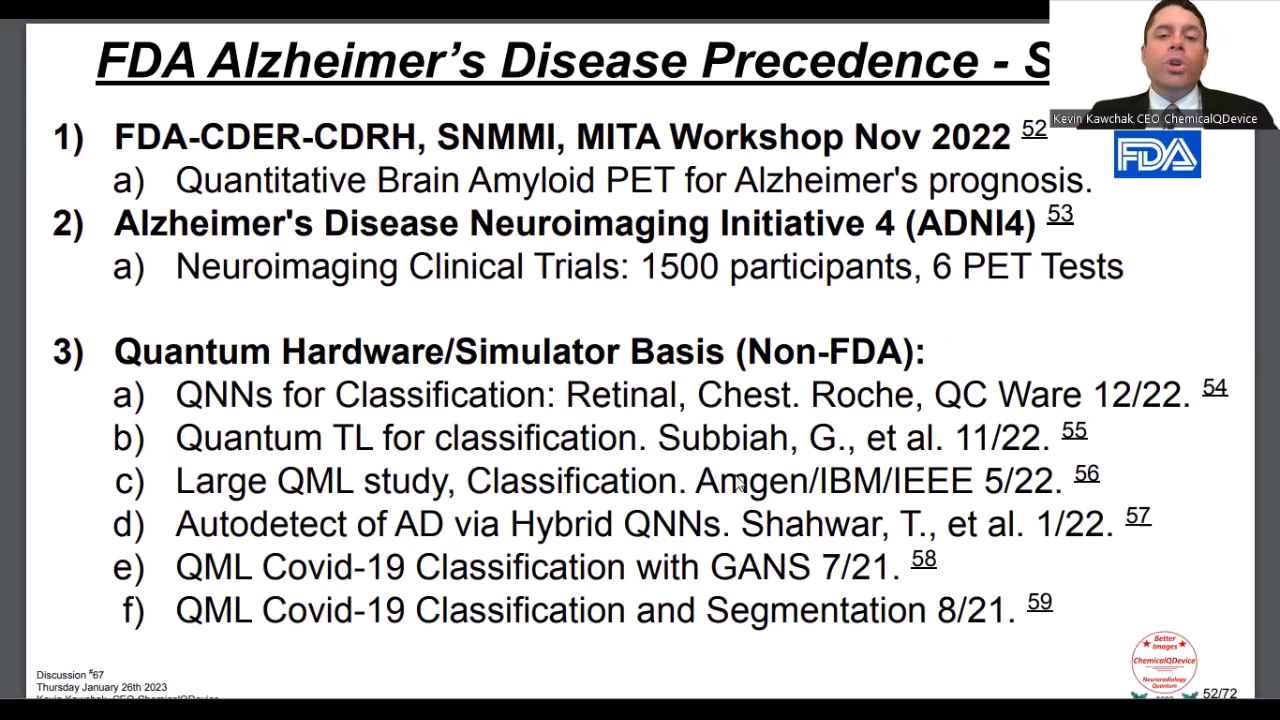 FDA Alzheimer's Disease Precedence - S
Kevin Kawchak CEO ChemicalQDevice
FDA
1) FDA-CDER-CDRH, SNMMI, MITA Workshop Nov 2022 52
a) Quantitative Brain Amyloid PET for Alzheimer's prognosis.
2) Alzheimer's Disease Neuroimaging Initiative 4 (ADNI4) 53
a) Neuroimaging Clinical Trials: 1500 participants, 6 PET Tests
3) Quantum Hardware/Simulator Basis (Non-FDA):
a) QNNs for Classification: Retinal, Chest. Roche, QC Ware 12/22. 54
b) Quantum TL for classification. Subbiah, G., et al. 11/22. 55
c) Large QML study, Classification. Amgen/IBM/IEEE 5/22. 56
d) Autodetect of AD via Hybrid QNNs. Shahwar, T., et al. 1/22. 57
e) QML Covid-19 Classification with GANS 7/21. 58
f) QML Covid-19 Classification and Segmentation 8/21. 59
Better
Images
ChemicalQDevice
Neuroradiology
Quantum
Discussion #67
Thursday January 26th 2023
Kevin Kawchak, CEO ChemicalQDevice
52/72